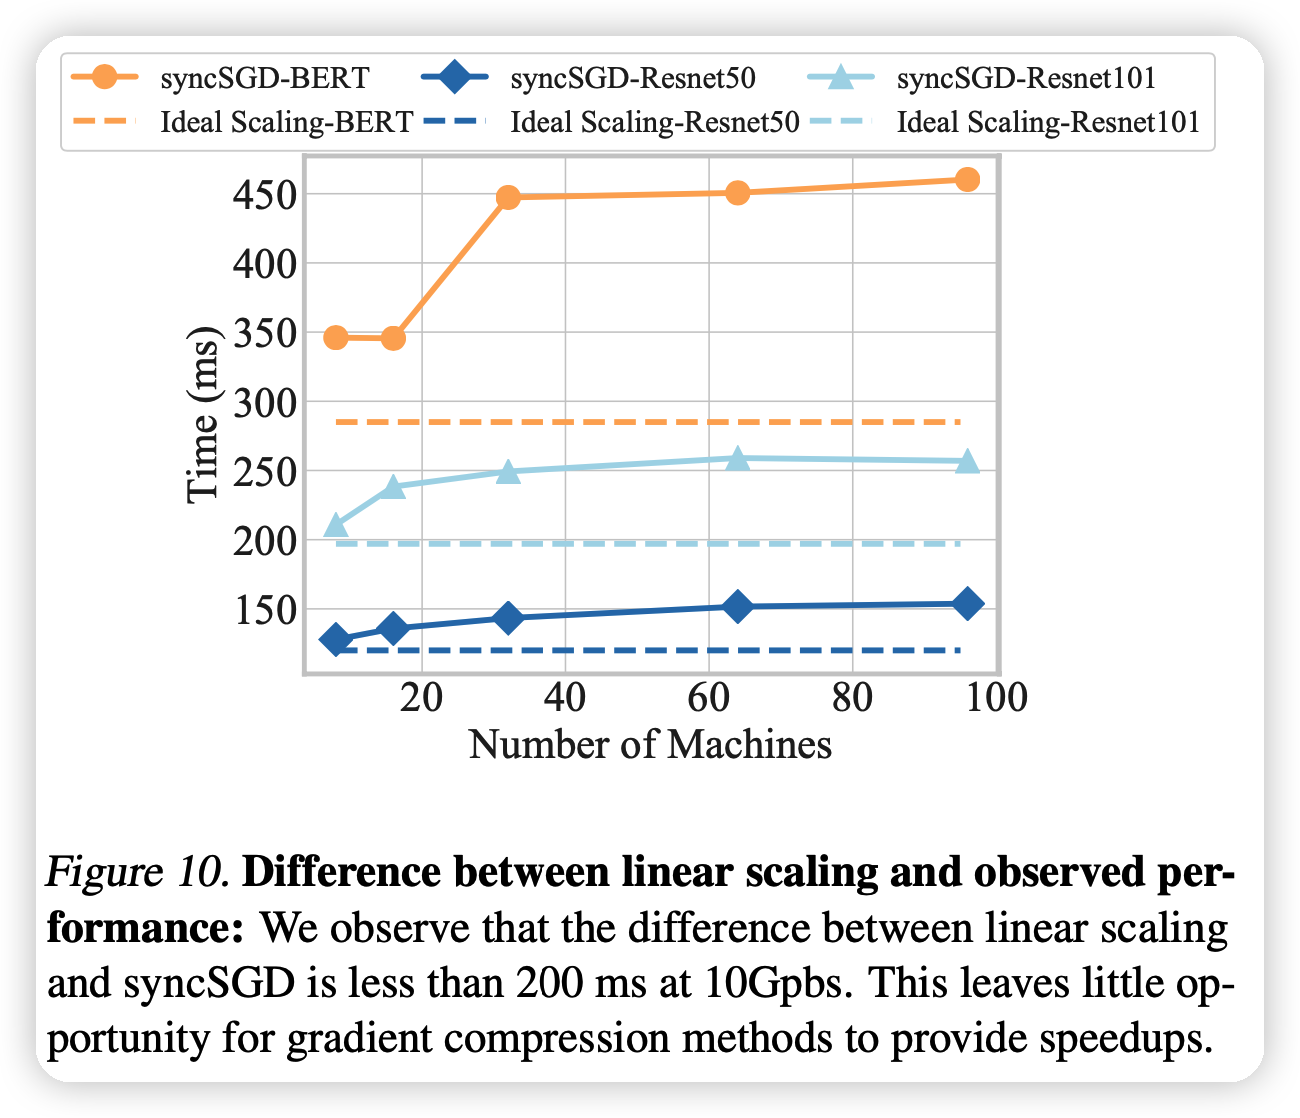 syncSGD-BERT syncSGD-Resnet50 syncSGD-Resnet101
Ideal Scaling-BERT Ideal Scaling-Resnet50 Ideal Scaling-Resnet101
450
400
350
300
250
200
150
Time (ms)
20 40 60 80 100
Number of Machines
Figure 10. Difference between linear scaling and observed per-
formance: We observe that the difference between linear scaling
and syncSGD is less than 200 ms at 10Gpbs. This leaves little op-
portunity for gradient compression methods to provide speedups.